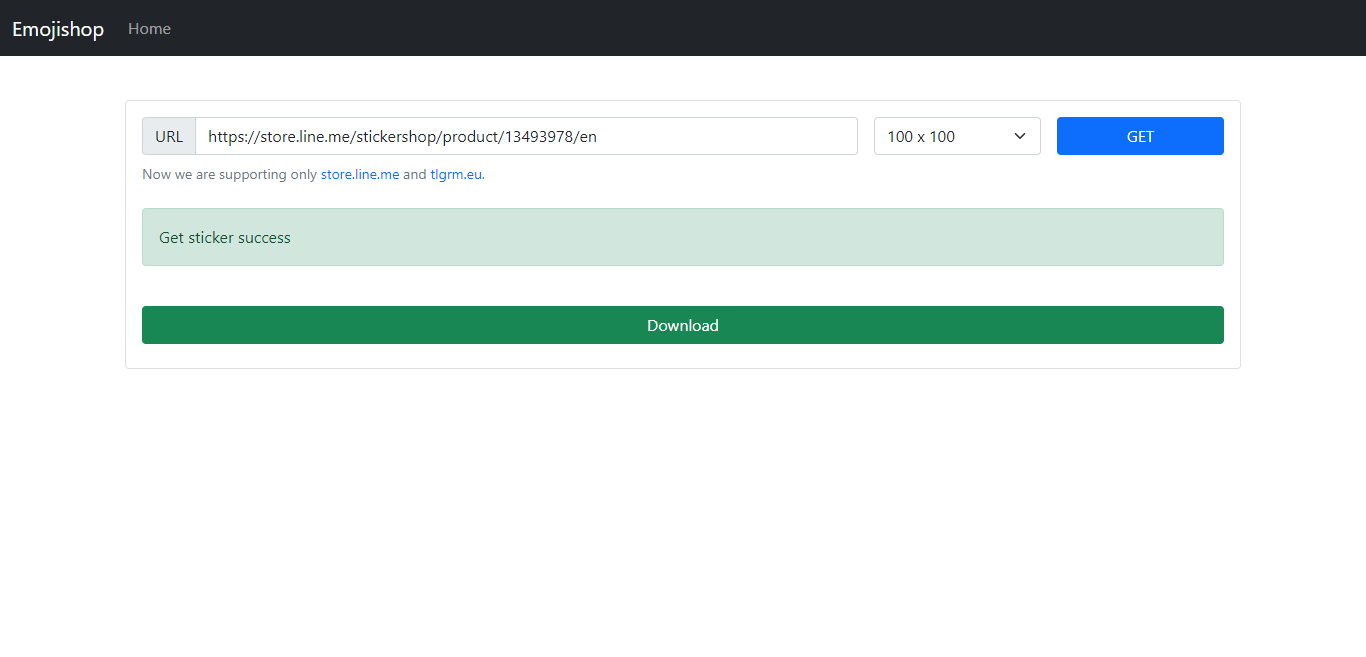 Emojishop Home
URL https://store.line.me/stickershop/product/13493978/en 100 x 100 GET
Now we are supporting only store.line.me and tlgrm.eu.
Get sticker success
Download